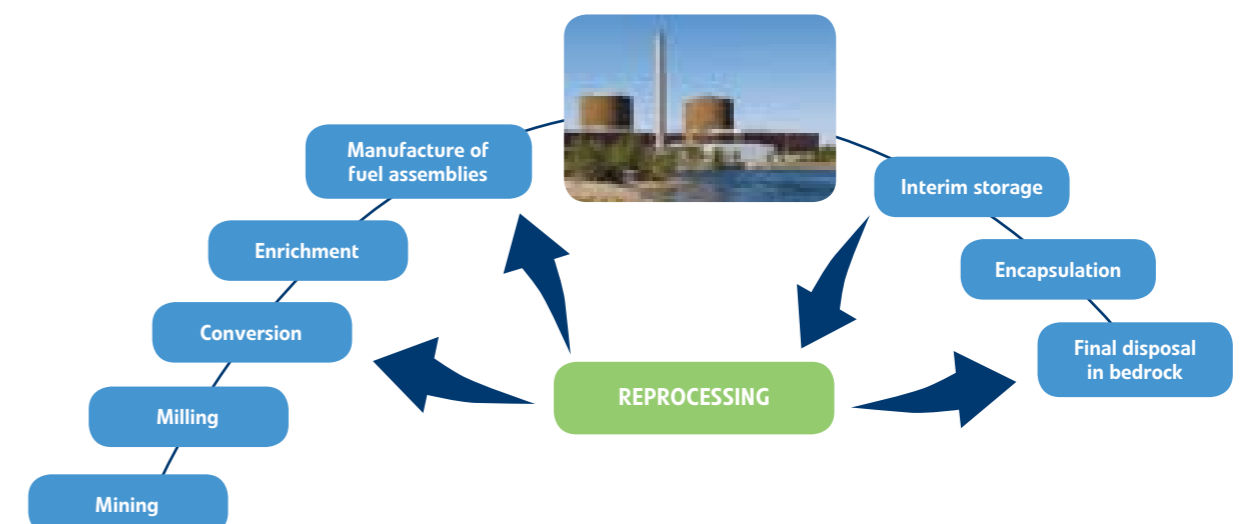 Manufacture of
fuel assemblies
Interim storage
Enrichment
Encapsulation
Conversion
Final disposal
in bedrock
REPROCESSING
Milling
Mining